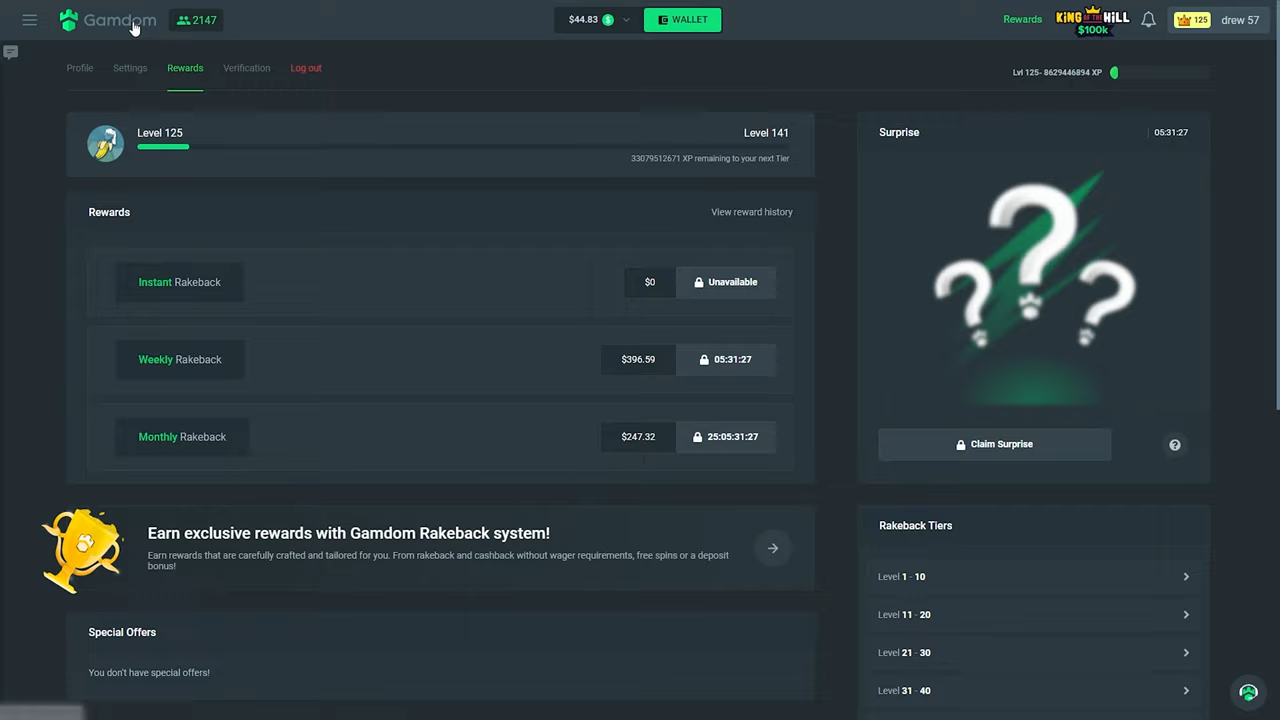 Gamdom
2147
$44.83
WALLET
Rewards
KING OF THE HILL
$100k
125
drew 57
Profile
Settings
Rewards
Verification
Log out
Lvl 125- 8629446894 XP
Level 125
Level 141
33079512671 XP remaining to your next Tier
Surprise
05:31:27
Rewards
View reward history
Instant Rakeback
$0
Unavailable
Weekly Rakeback
$396.59
05:31:27
Monthly Rakeback
$247.32
25:05:31:27
Claim Surprise
Earn exclusive rewards with Gamdom Rakeback system!
Earn rewards that are carefully crafted and tailored for you. From rakeback and cashback without wager requirements, free spins or a deposit
bonus!
Rakeback Tiers
Level 1 - 10
Level 11 - 20
Level 21 - 30
Level 31 - 40
Special Offers
You don't have special offers!